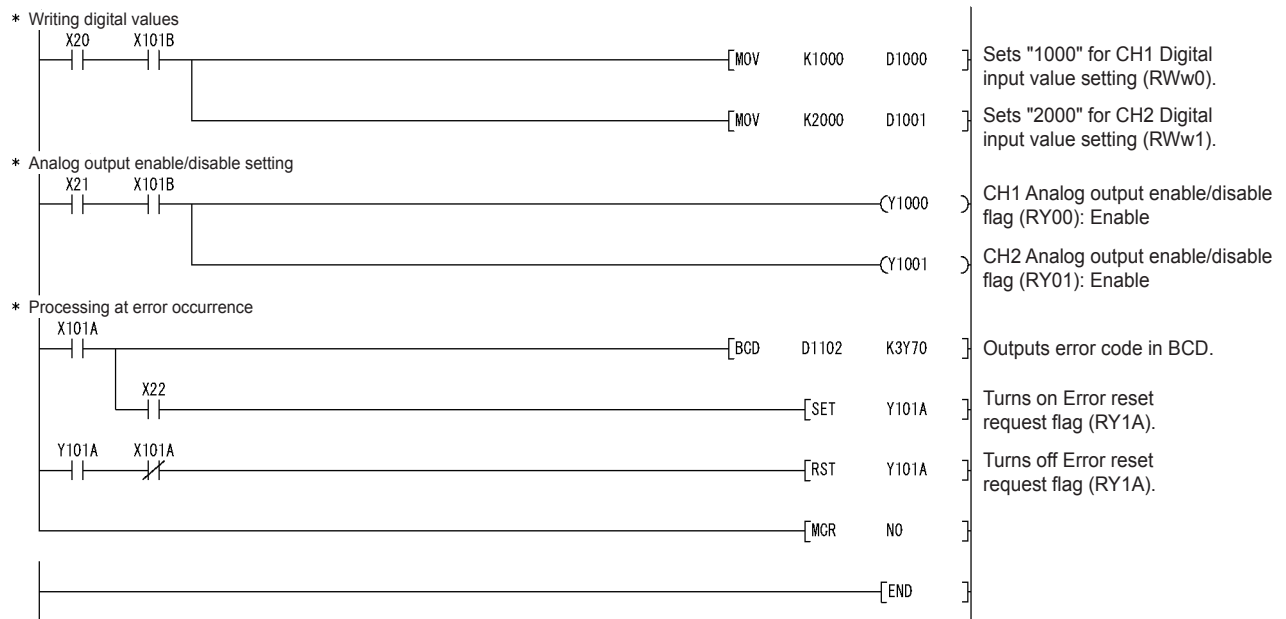 * Writing digital values
X20 X101B
[MOV K1000 D1000 ] Sets "1000" for CH1 Digital
input value setting (RWw0).
[MOV K2000 D1001 ] Sets "2000" for CH2 Digital
input value setting (RWw1).
* Analog output enable/disable setting
X21 X101B
(Y1000 ) CH1 Analog output enable/disable
flag (RY00): Enable
(Y1001 ) CH2 Analog output enable/disable
flag (RY01): Enable
* Processing at error occurrence
X101A
[BCD D1102 K3Y70 ] Outputs error code in BCD.
X22
[SET Y101A ] Turns on Error reset
request flag (RY1A).
Y101A X101A
[RST Y101A ] Turns off Error reset
request flag (RY1A).
[MCR N0 ]
[END ]